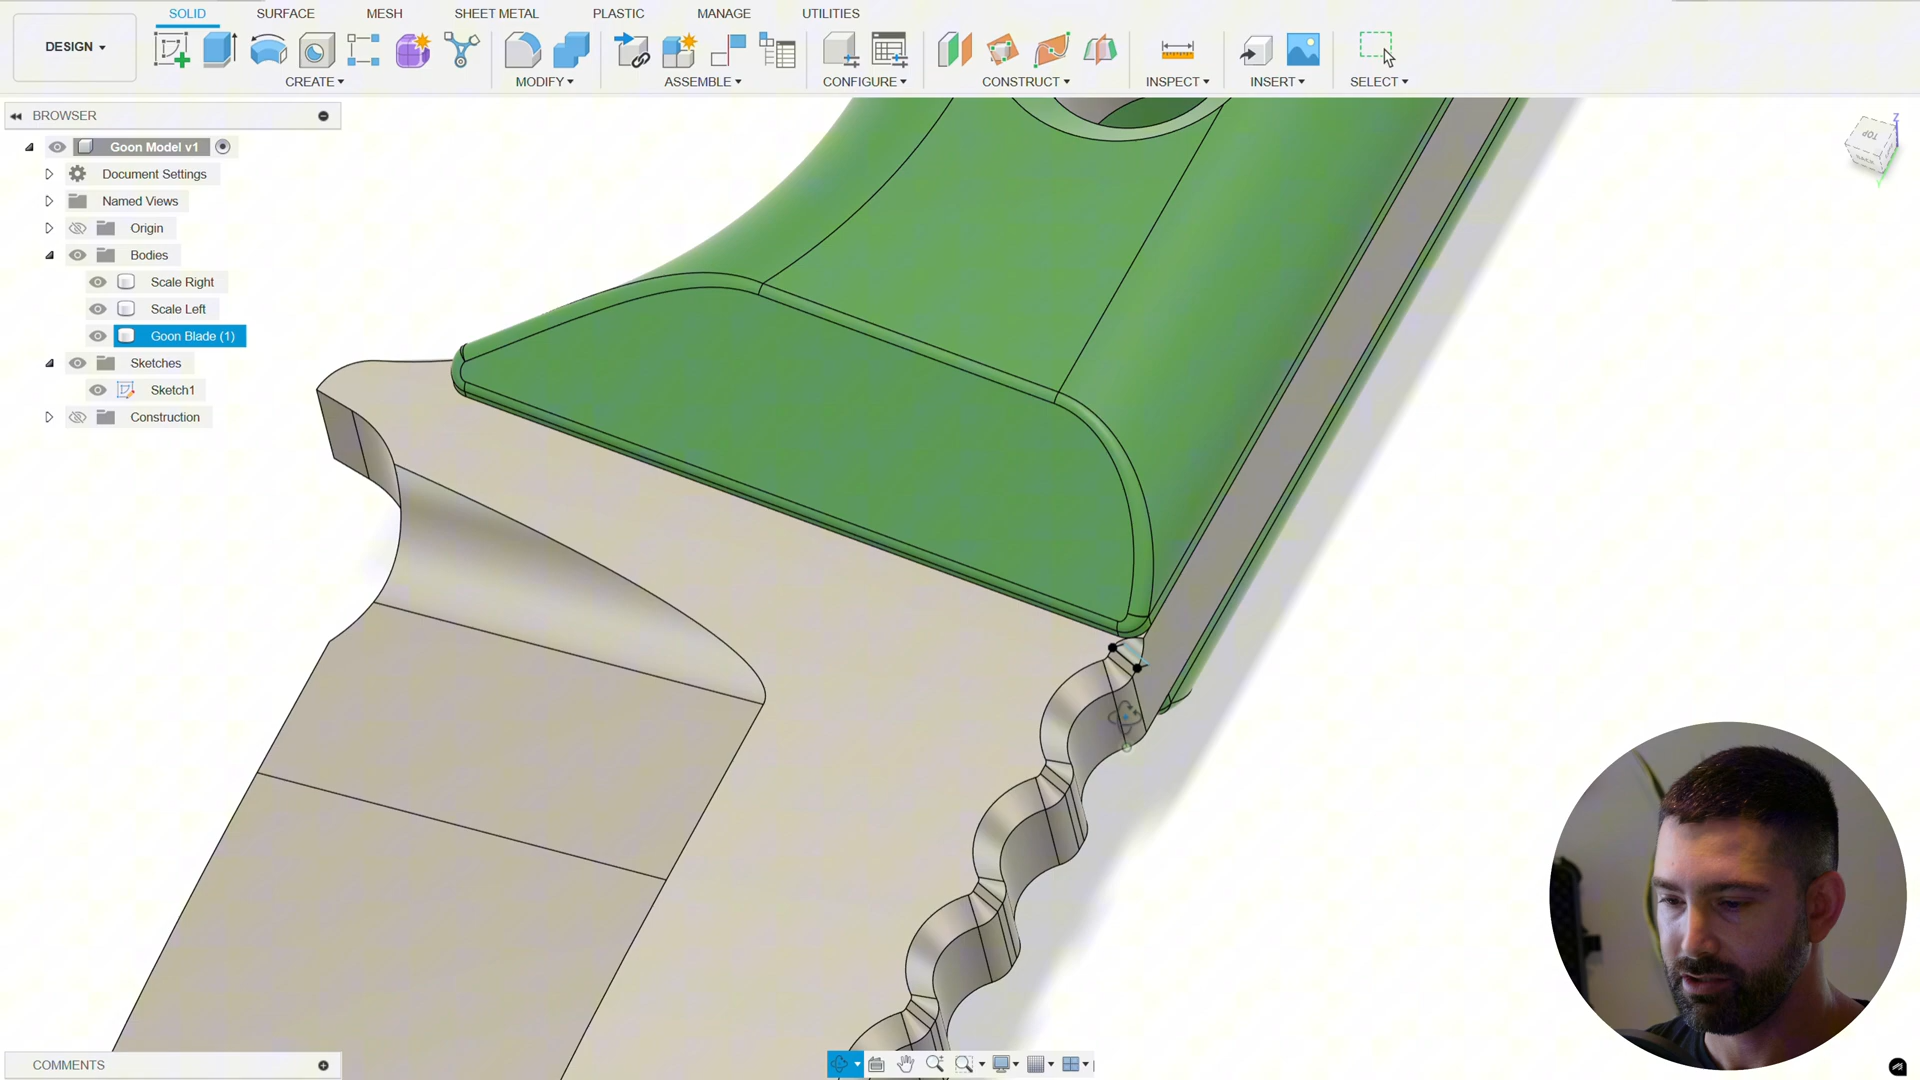 SOLID SURFACE MESH SHEET METAL PLASTIC MANAGE UTILITIES
DESIGN
CREATE MODIFY ASSEMBLE CONFIGURE CONSTRUCT INSPECT INSERT SELECT
BROWSER
Goon Model v1
Document Settings
Named Views
Origin
Bodies
Scale Right
Scale Left
Goon Blade (1)
Sketches
Sketch1
Construction
Z
TOP
BACK
Y
COMMENTS